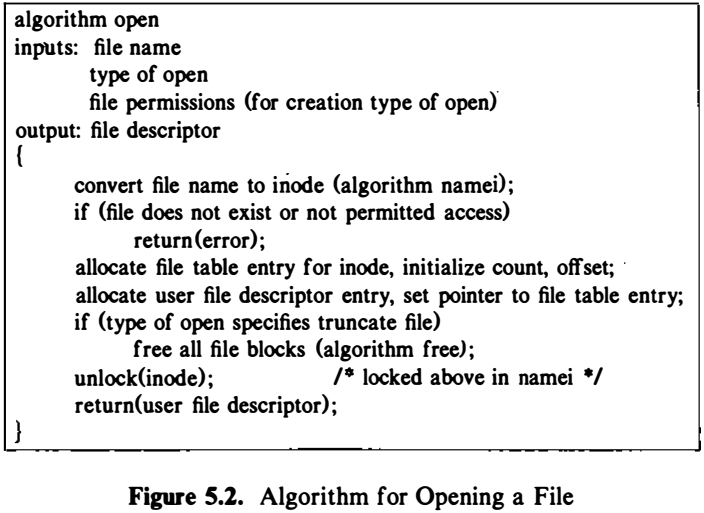 algorithm open
inputs: file name
type of open
file permissions (for creation type of open)
output: file descriptor
{
convert file name to inode (algorithm namei);
if (file does not exist or not permitted access)
return(error);
allocate file table entry for inode, initialize count, offset;
allocate user file descriptor entry, set pointer to file table entry;
if (type of open specifies truncate file)
free all file blocks (algorithm free);
unlock(inode); /* locked above in namei */
return(user file descriptor);
}
Figure 5.2. Algorithm for Opening a File